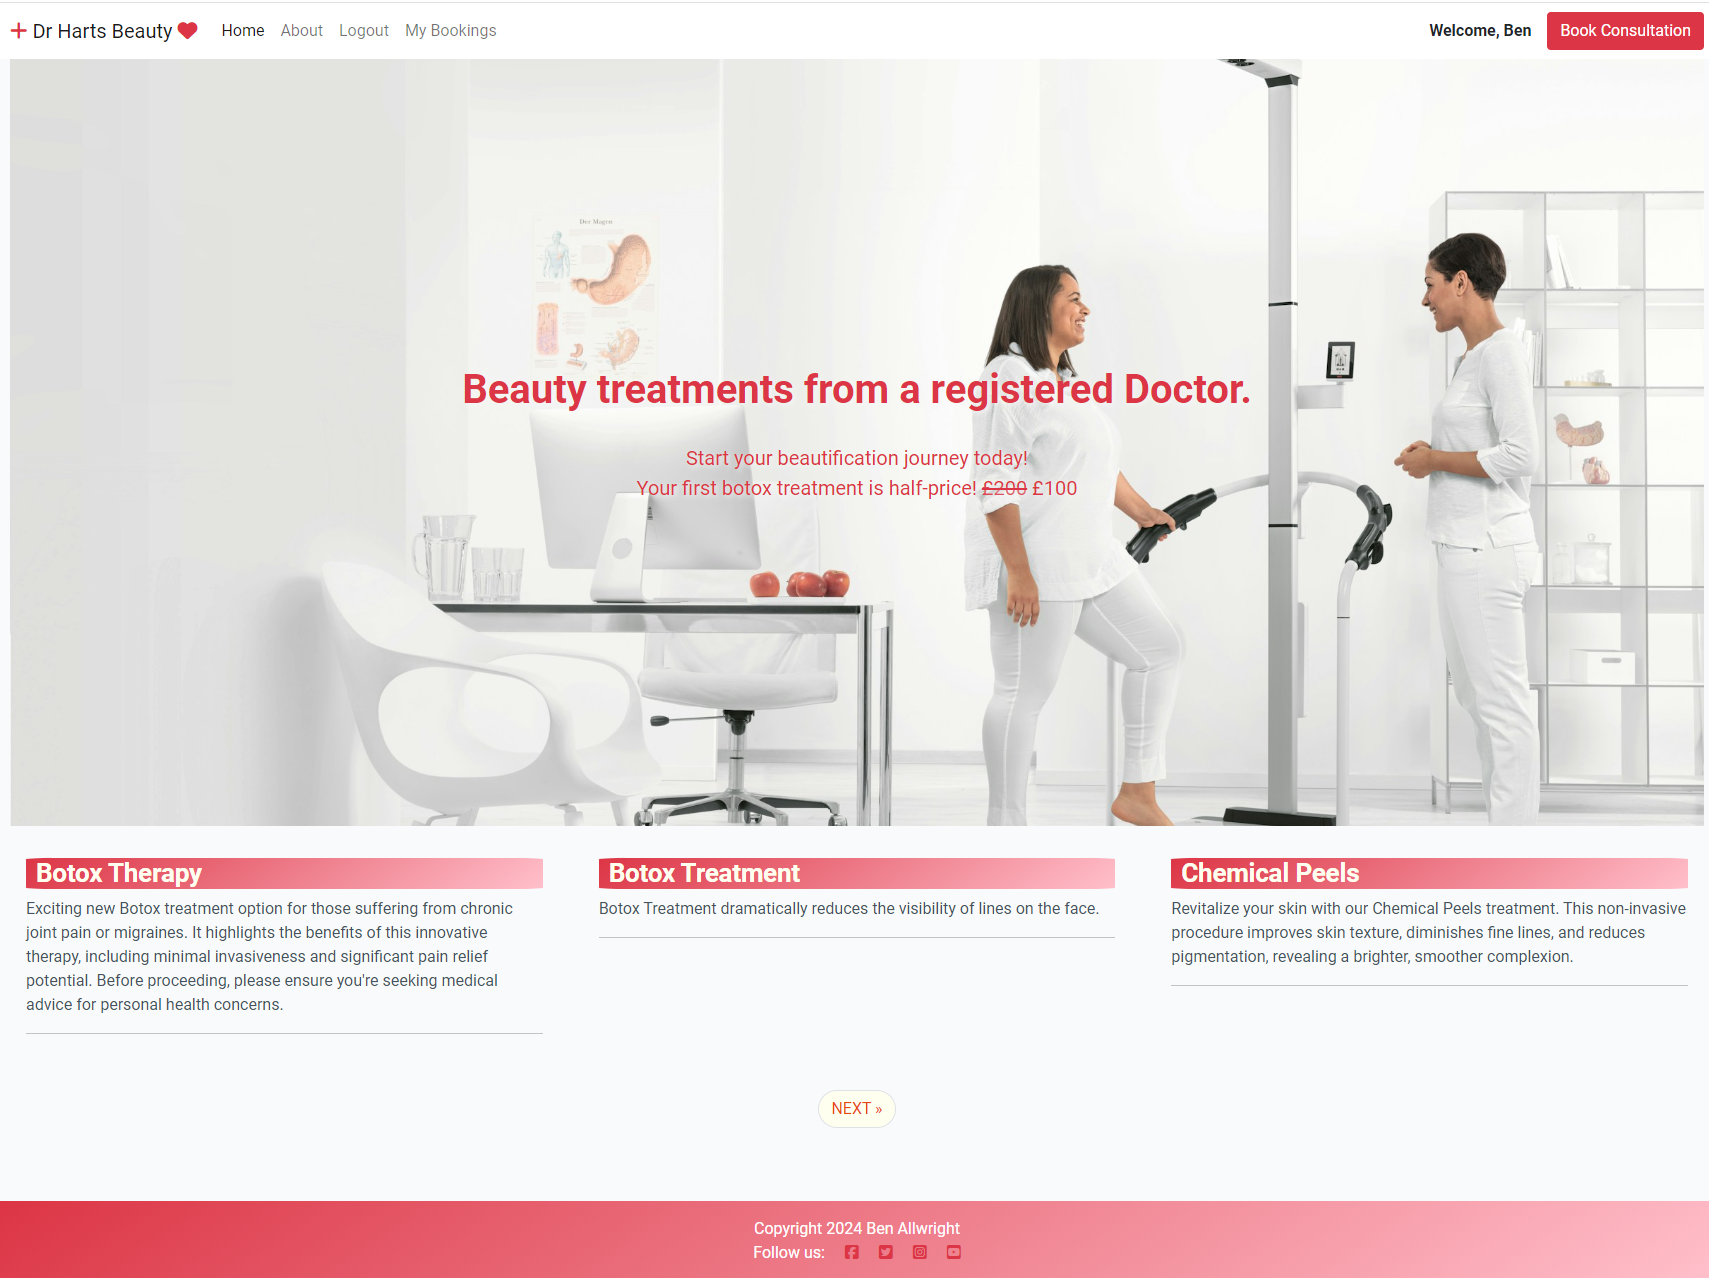 Dr Harts Beauty
Home
About
Logout
My Bookings
Welcome, Ben
Book Consultation
Der Magen
Beauty treatments from a registered Doctor.
Start your beautification journey today!
Your first botox treatment is half-price! £200 £100
Botox Therapy
Exciting new Botox treatment option for those suffering from chronic
joint pain or migraines. It highlights the benefits of this innovative
therapy, including minimal invasiveness and significant pain relief
potential. Before proceeding, please ensure you're seeking medical
advice for personal health concerns.
Botox Treatment
Botox Treatment dramatically reduces the visibility of lines on the face.
Chemical Peels
Revitalize your skin with our Chemical Peels treatment. This non-invasive
procedure improves skin texture, diminishes fine lines, and reduces
pigmentation, revealing a brighter, smoother complexion.
NEXT »
Copyright 2024 Ben Allwright
Follow us: